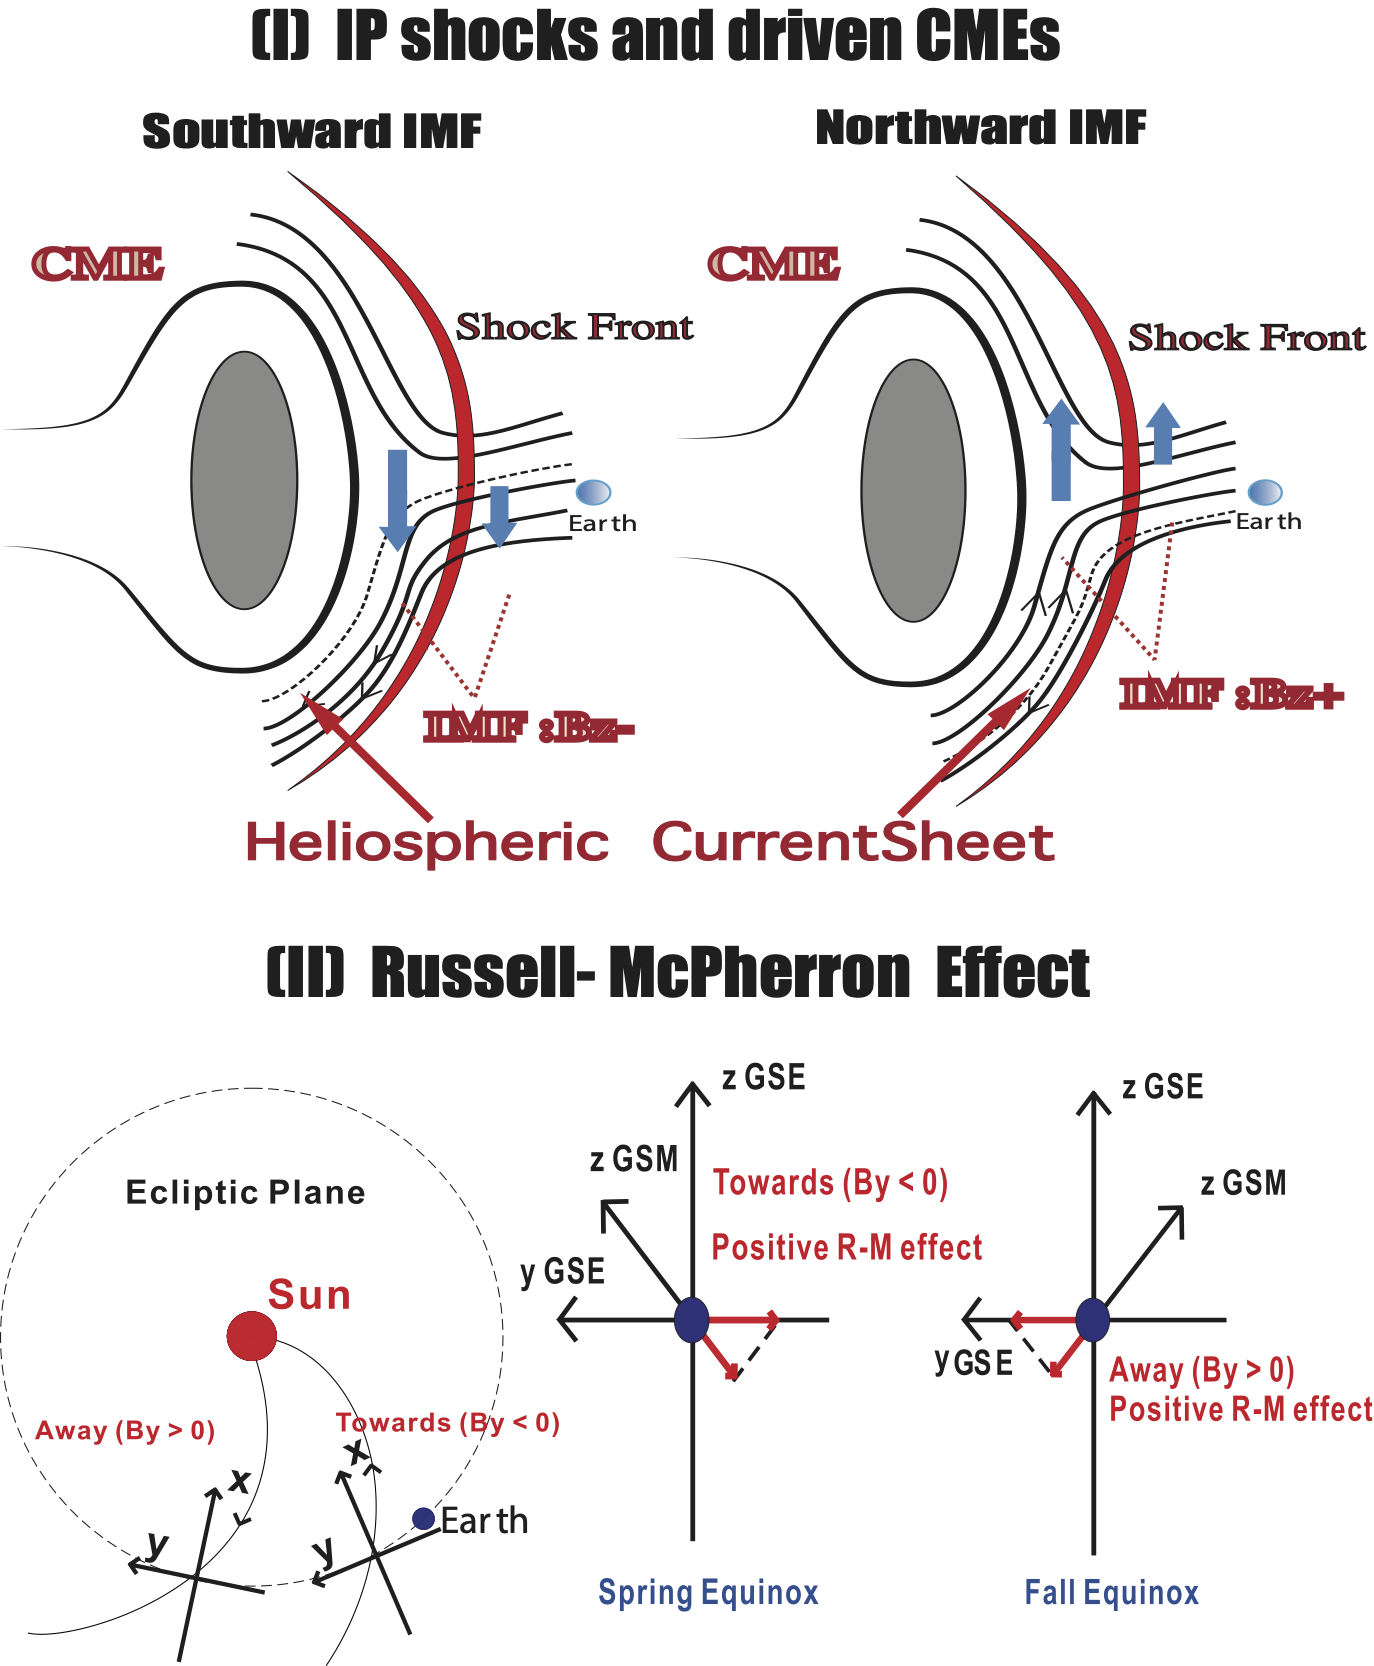 (I) IP shocks and driven CMEs
Southward IMF
Northward IMF
CME
Shock Front
Earth
IMF :Bz-
CME
Shock Front
Earth
IMF :Bz+
Heliospheric CurrentSheet
(II) Russell- McPherron Effect
Ecliptic Plane
Sun
Away (By > 0)
Towards (By < 0)
x
y
x
y
Earth
z GSE
z GSM
Towards (By < 0)
Positive R-M effect
y GSE
Spring Equinox
z GSE
z GSM
y GSE
Away (By > 0)
Positive R-M effect
Fall Equinox